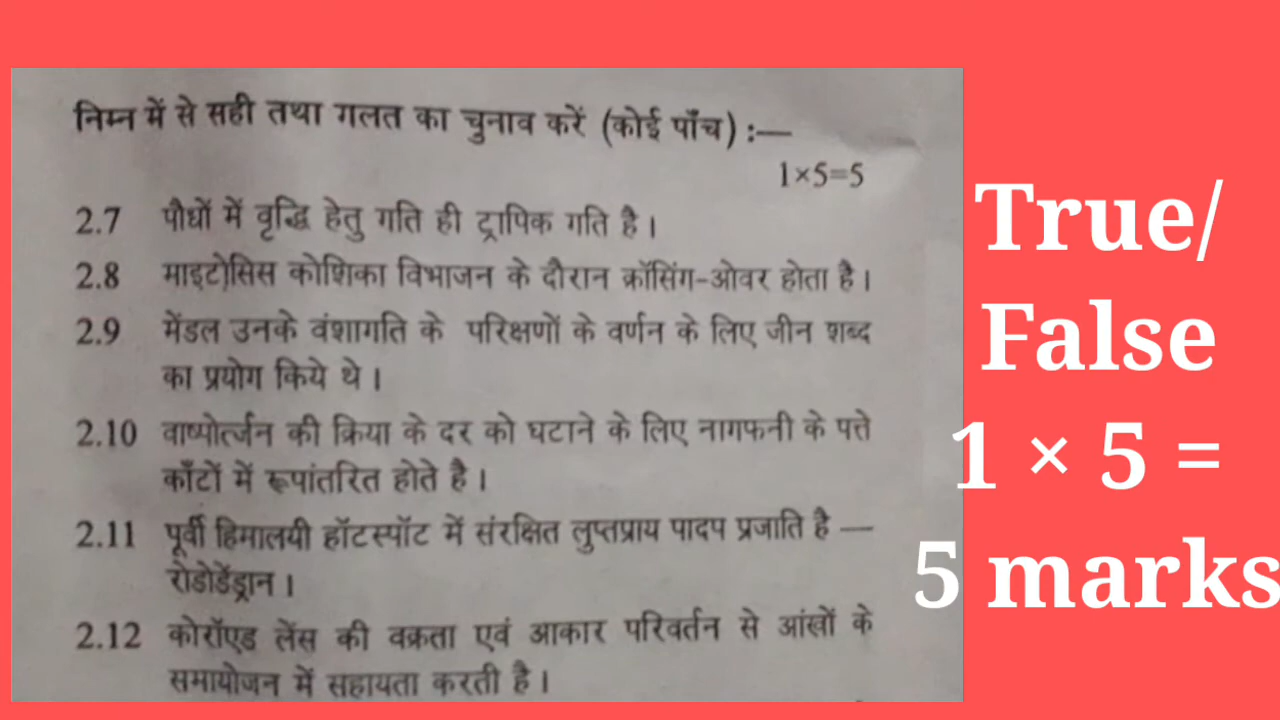 निम्न में से सही तथा गलत का चुनाव करें (कोई पाँच) :—
1×5=5
2.7 पौधों में वृद्धि हेतु गति ही ट्रापिक गति है।
2.8 माइटोसिस कोशिका विभाजन के दौरान क्रॉसिंग-ओवर होता है।
2.9 मेंडल उनके वंशागति के परिक्षणों के वर्णन के लिए जीन शब्द
का प्रयोग किये थे।
2.10 वाष्पोर्त्जन की क्रिया के दर को घटाने के लिए नागफनी के पत्ते
काँटों में रूपांतरित होते है।
2.11 पूर्वी हिमालयी हॉटस्पॉट में संरक्षित लुप्तप्राय पादप प्रजाति है —
रोडोडेंड्रान।
2.12 कोरॉएड लेंस की वक्रता एवं आकार परिवर्तन से आंखों के
समायोजन में सहायता करती है।
True/
False
1 × 5 =
5 marks